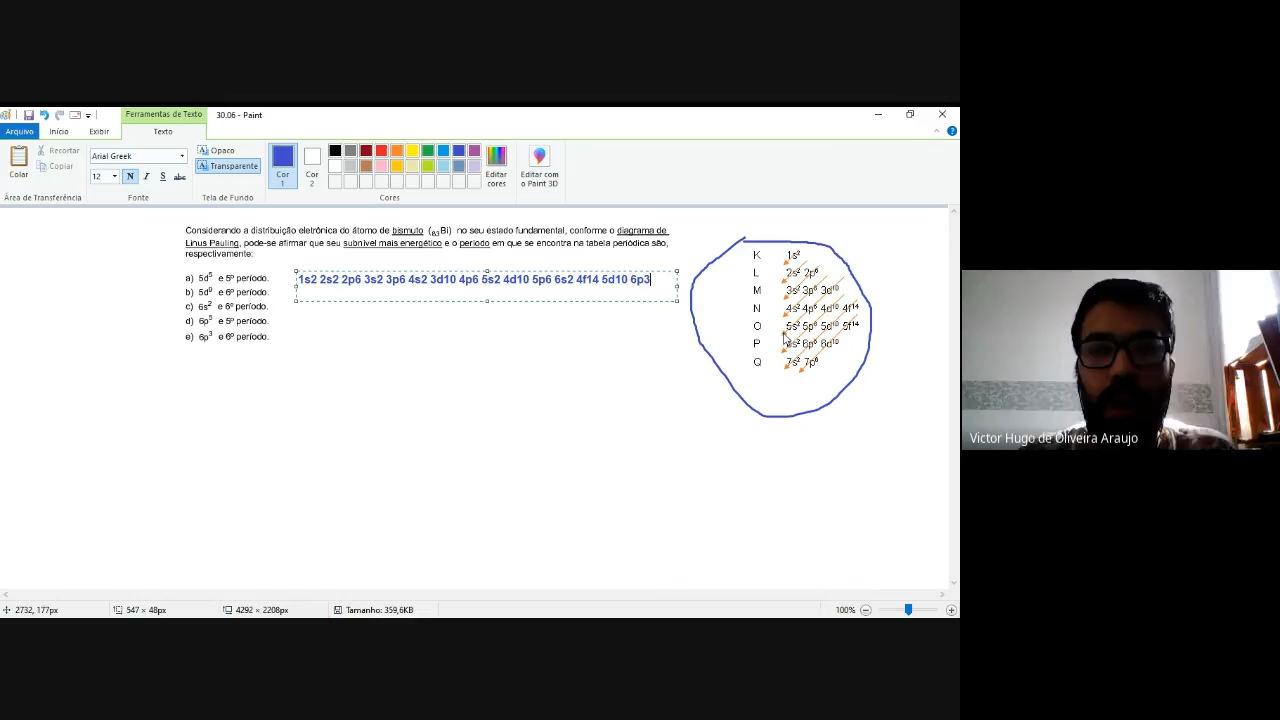 Ferramentas de Texto
30.06 - Paint
Arquivo Início Exibir Texto
Colar
Recortar
Copiar
Área de Transferência
Arial Greek
12 N I S abc
Fonte
Opaco
Transparente
Tela de Fundo
Cor 1
Cor 2
Editar cores
Cores
Editar com o Paint 3D
Considerando a distribuição eletrônica do átomo de bismuto (83Bi) no seu estado fundamental, conforme o diagrama de
Linus Pauling, pode-se afirmar que seu subnível mais energético e o período em que se encontra na tabela periódica são,
respectivamente:
a) 5d5 e 5º período.
b) 5d9 e 6º período.
c) 6s2 e 6º período.
d) 6p5 e 5º período.
e) 6p3 e 6º período.
1s2 2s2 2p6 3s2 3p6 4s2 3d10 4p6 5s2 4d10 5p6 6s2 4f14 5d10 6p3
K 1s2
L 2s2 2p6
M 3s2 3p6 3d10
N 4s2 4p6 4d10 4f14
O 5s2 5p6 5d10 5f14
P 6s2 6p6 6d10
Q 7s2 7p6
Victor Hugo de Oliveira Araujo
2732, 177px 547 × 48px 4292 × 2208px Tamanho: 359,6KB 100%